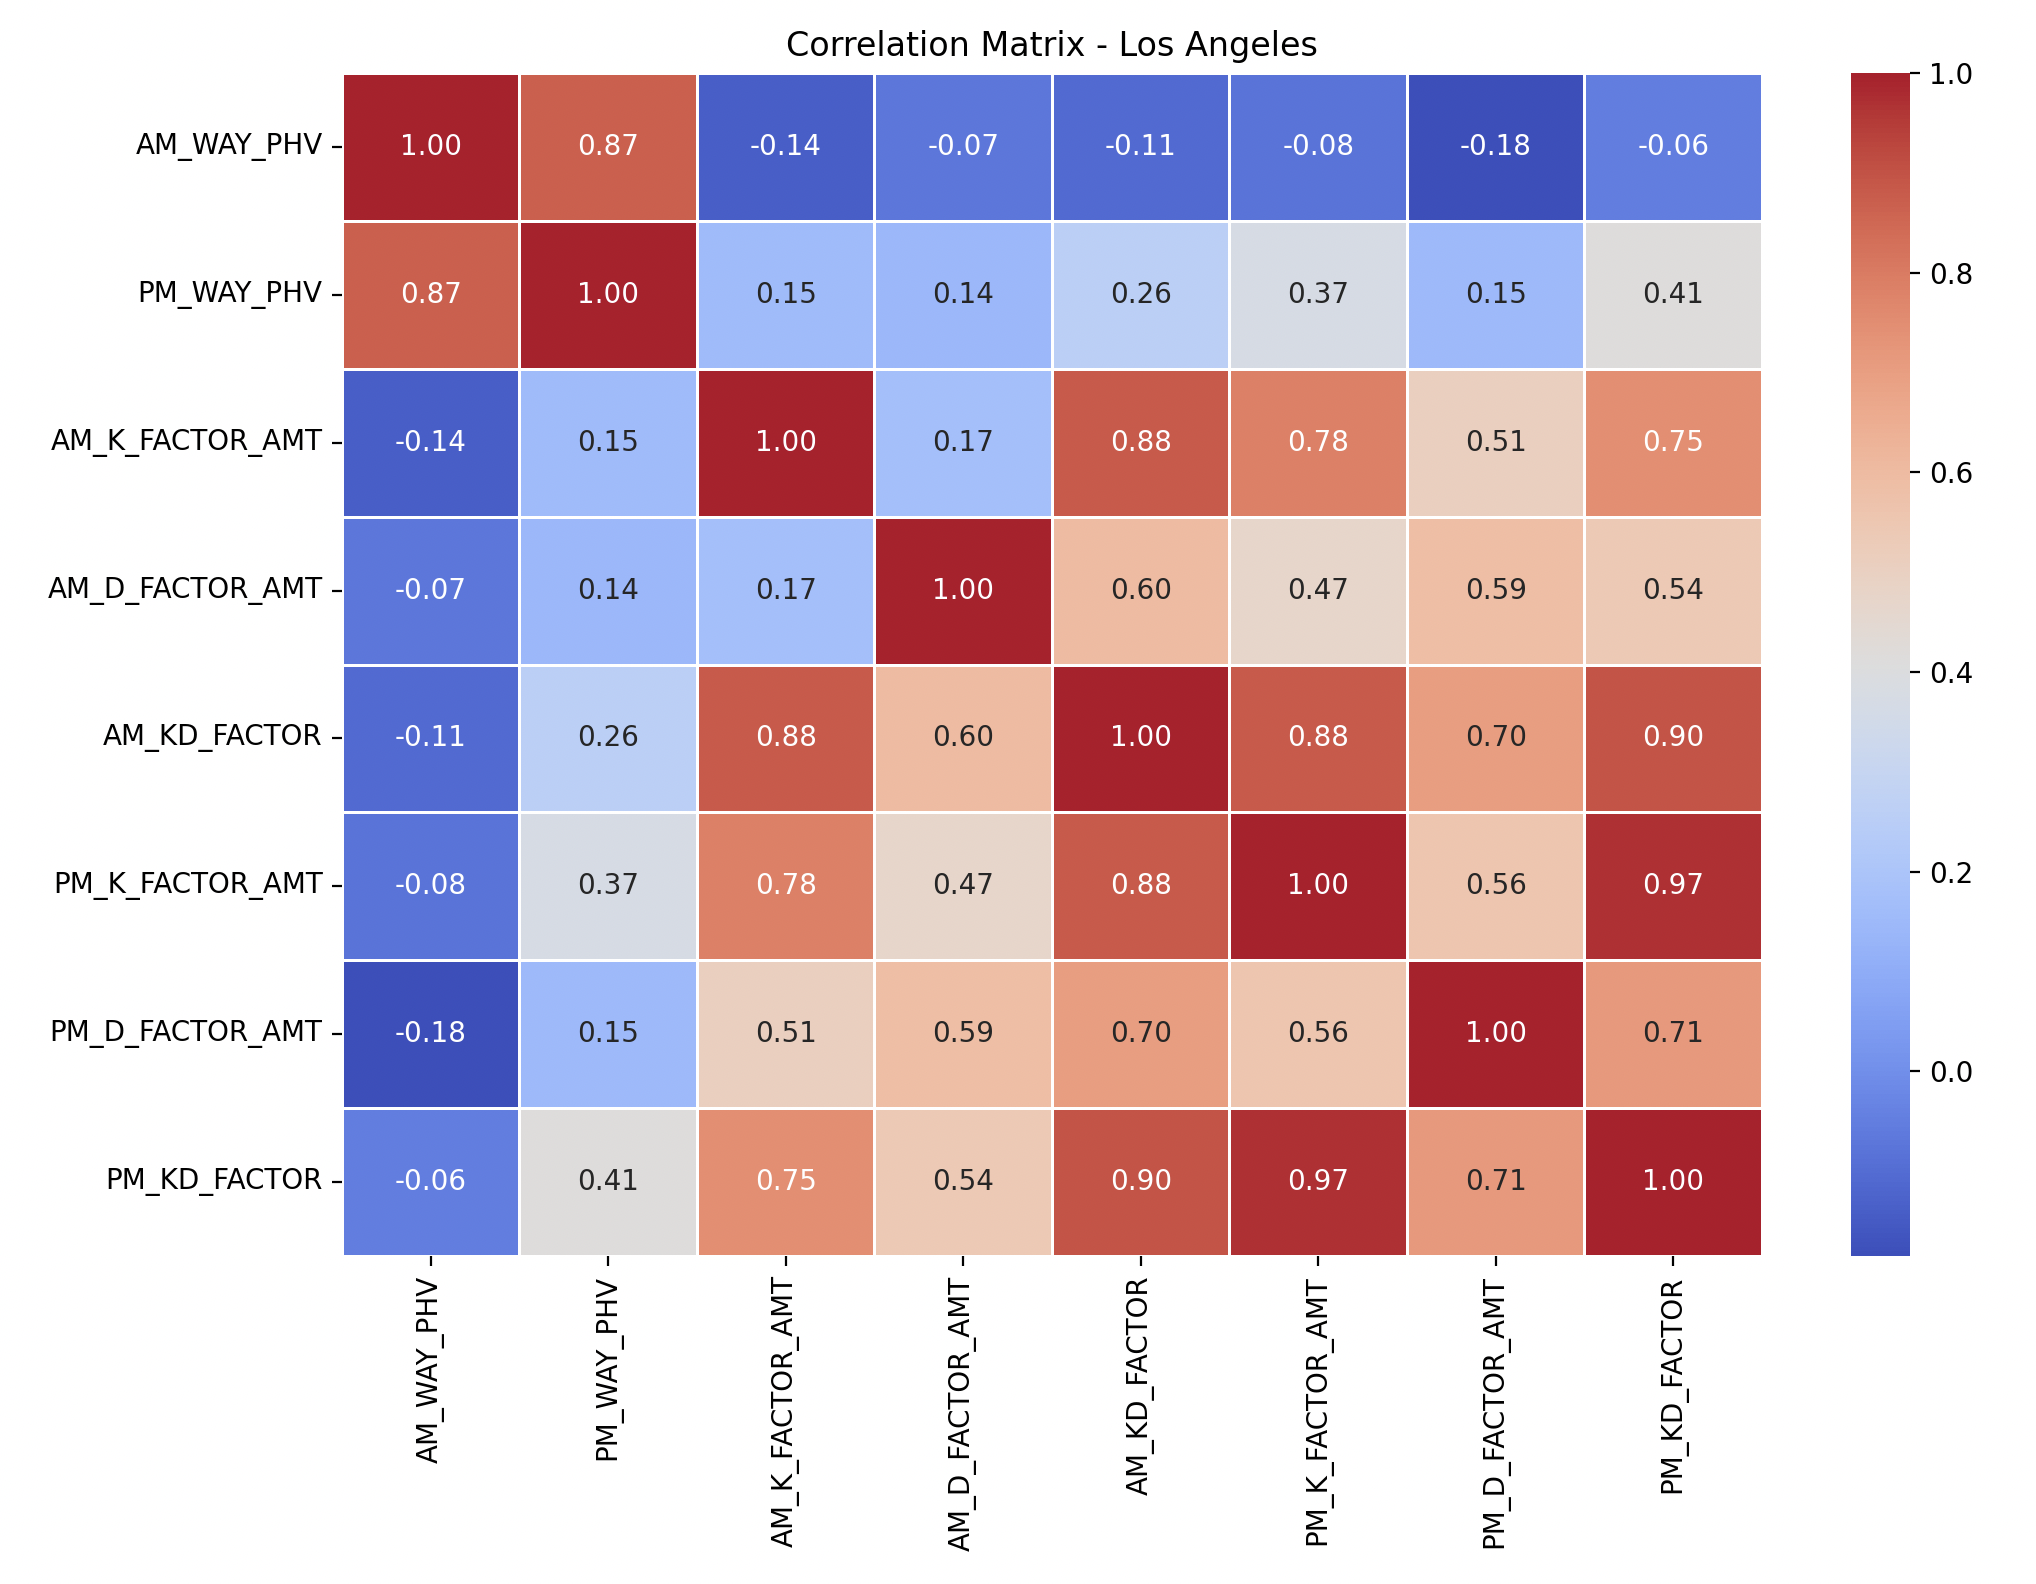 Correlation Matrix - Los Angeles
AM_WAY_PHV 1.00 0.87 -0.14 -0.07 -0.11 -0.08 -0.18 -0.06
PM_WAY_PHV 0.87 1.00 0.15 0.14 0.26 0.37 0.15 0.41
AM_K_FACTOR_AMT -0.14 0.15 1.00 0.17 0.88 0.78 0.51 0.75
AM_D_FACTOR_AMT -0.07 0.14 0.17 1.00 0.60 0.47 0.59 0.54
AM_KD_FACTOR -0.11 0.26 0.88 0.60 1.00 0.88 0.70 0.90
PM_K_FACTOR_AMT -0.08 0.37 0.78 0.47 0.88 1.00 0.56 0.97
PM_D_FACTOR_AMT -0.18 0.15 0.51 0.59 0.70 0.56 1.00 0.71
PM_KD_FACTOR -0.06 0.41 0.75 0.54 0.90 0.97 0.71 1.00
AM_WAY_PHV
PM_WAY_PHV
AM_K_FACTOR_AMT
AM_D_FACTOR_AMT
AM_KD_FACTOR
PM_K_FACTOR_AMT
PM_D_FACTOR_AMT
PM_KD_FACTOR
1.0
0.8
0.6
0.4
0.2
0.0